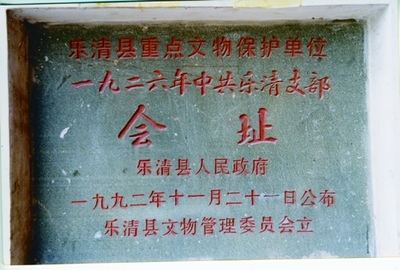 乐清县重点文物保护单位
一九二六年中共乐清支部
会址
乐清县人民政府
一九九二年十一月二十一日公布
乐清县文物管理委员会立